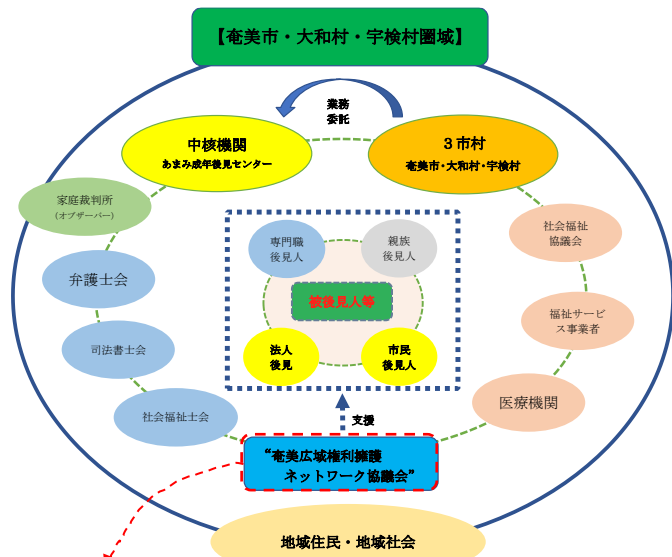 【奄美市・大和村・宇検村圏域】
業務
委託
中核機関
あまみ成年後見センター
３市村
奄美市・大和村・宇検村
家庭裁判所
（オブザーバー）
弁護士会
司法書士会
社会福祉士会
専門職
後見人
親族
後見人
被後見人等
法人
後見
市民
後見人
社会福祉
協議会
福祉サービ
ス事業者
医療機関
支援
“奄美広域権利擁護
ネットワーク協議会”
地域住民・地域社会